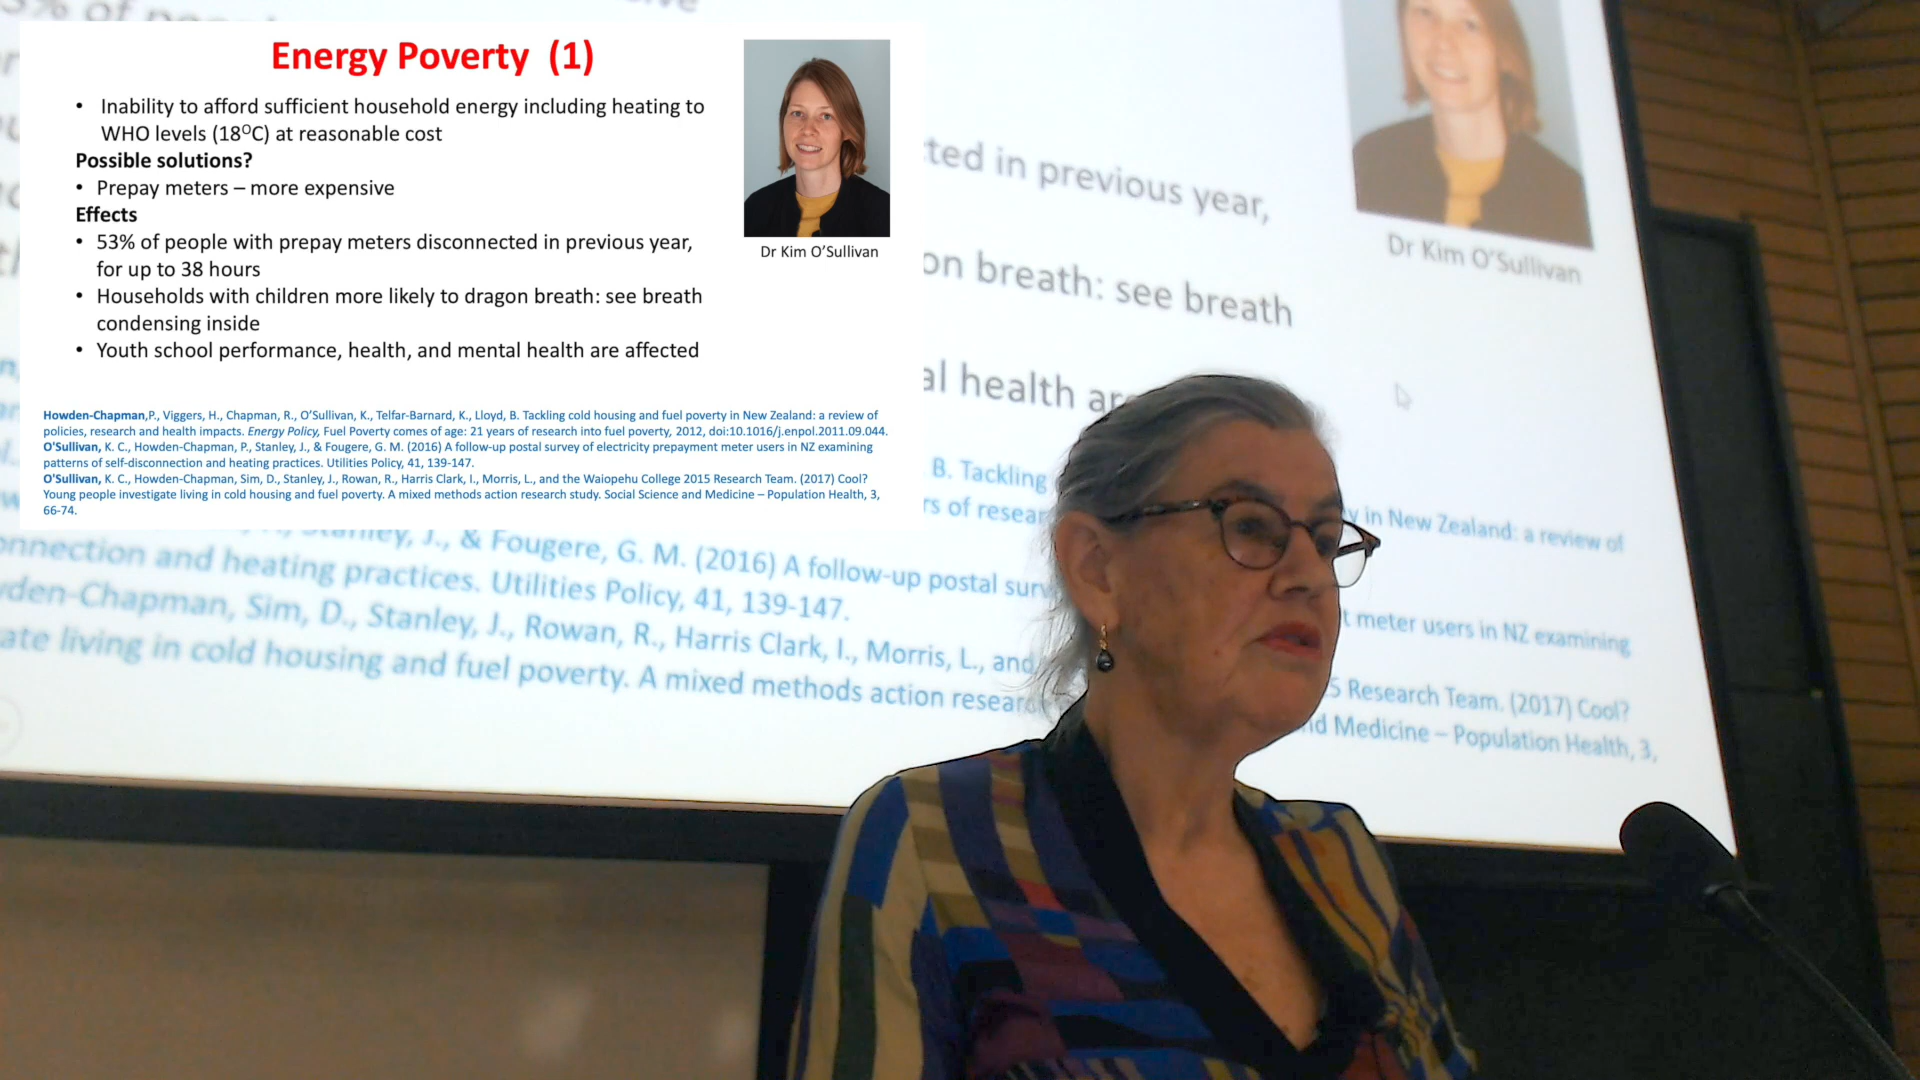 Energy Poverty (1)
• Inability to afford sufficient household energy including heating to
WHO levels (18ᴼC) at reasonable cost
Possible solutions?
• Prepay meters – more expensive
Effects
• 53% of people with prepay meters disconnected in previous year,
for up to 38 hours
• Households with children more likely to dragon breath: see breath
condensing inside
• Youth school performance, health, and mental health are affected
Dr Kim O'Sullivan
Howden-Chapman,P., Viggers, H., Chapman, R., O'Sullivan, K., Telfar-Barnard, K., Lloyd, B. Tackling cold housing and fuel poverty in New Zealand: a review of
policies, research and health impacts. Energy Policy, Fuel Poverty comes of age: 21 years of research into fuel poverty, 2012, doi:10.1016/j.enpol.2011.09.044.
O'Sullivan, K. C., Howden-Chapman, P., Stanley, J., & Fougere, G. M. (2016) A follow-up postal survey of electricity prepayment meter users in NZ examining
patterns of self-disconnection and heating practices. Utilities Policy, 41, 139-147.
O'Sullivan, K. C., Howden-Chapman, Sim, D., Stanley, J., Rowan, R., Harris Clark, I., Morris, L., and the Waiopehu College 2015 Research Team. (2017) Cool?
Young people investigate living in cold housing and fuel poverty. A mixed methods action research study. Social Science and Medicine – Population Health, 3,
66-74.
ted in previous year,
on breath: see breath
al health
Dr Kim O'Sullivan
B. Tackling y in New Zealand: a review of
rs of resear
Stanley, J., & Fougere, G. M. (2016) A follow-up postal surv t meter users in NZ examining
onnection and heating practices. Utilities Policy, 41, 139-147.
den-Chapman, Sim, D., Stanley, J., Rowan, R., Harris Clark, I., Morris, L., and 5 Research Team. (2017) Cool?
ate living in cold housing and fuel poverty. A mixed methods action resear nd Medicine – Population Health, 3,